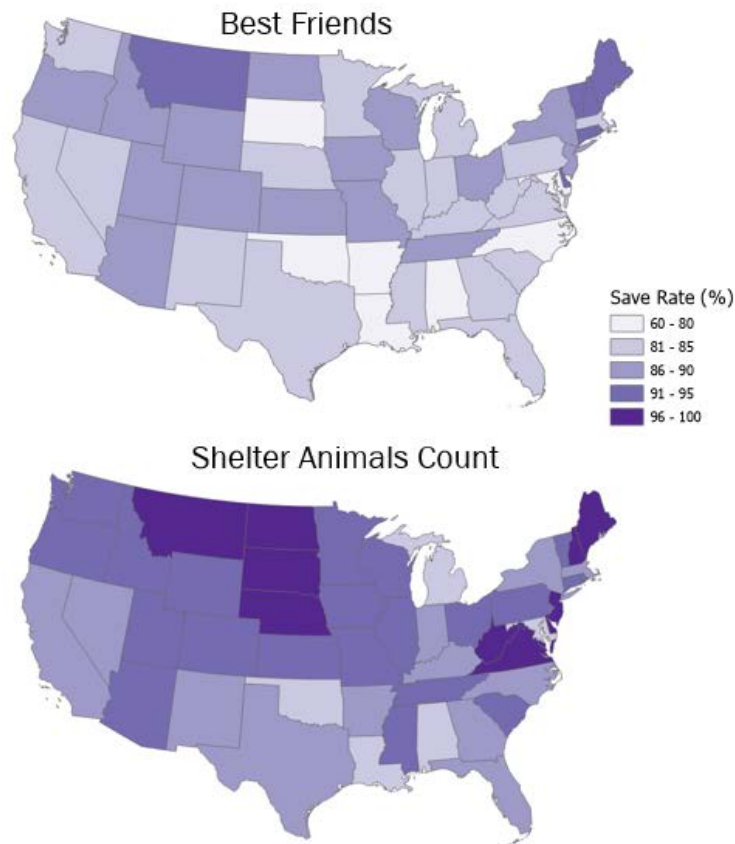 Best Friends
Save Rate (%)
60 - 80
81 - 85
86 - 90
91 - 95
96 - 100
Shelter Animals Count